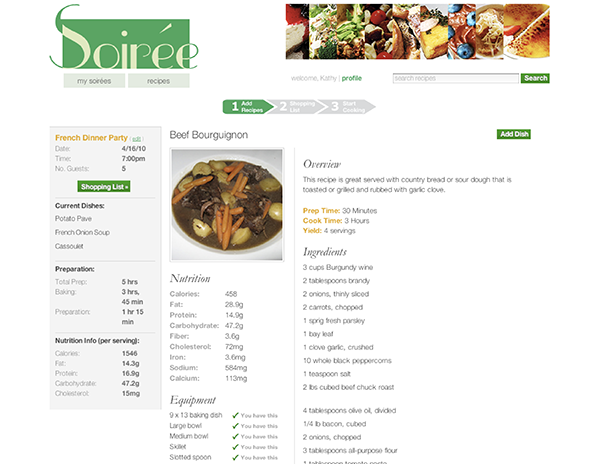 Soirée
my soirées
recipes
welcome, Kathy | profile
search recipes
Search
1 Add Recipes
2 Shopping List
3 Start Cooking
French Dinner Party [ edit ]
Date: 4/16/10
Time: 7:00pm
No. Guests: 5
Shopping List »
Current Dishes:
Potato Pave
French Onion Soup
Cassoulet
Preparation:
Total Prep: 5 hrs
Baking: 3 hrs,
45 min
Preparation: 1 hr 15
min
Nutrition Info (per serving):
Calories: 1546
Fat: 14.3g
Protein: 16.9g
Carbohydrate: 47.2g
Cholesterol: 15mg
Beef Bourguignon
Add Dish
Nutrition
Calories: 458
Fat: 28.9g
Protein: 14.9g
Carbohydrate: 47.2g
Fiber: 3.6g
Cholesterol: 72mg
Iron: 3.6mg
Sodium: 584mg
Calcium: 113mg
Equipment
9 x 13 baking dish ✓ You have this
Large bowl ✓ You have this
Medium bowl ✓ You have this
Skillet ✓ You have this
Slotted spoon ✓ You have this
Overview
This recipe is great served with country bread or sour dough that is
toasted or grilled and rubbed with garlic clove.
Prep Time: 30 Minutes
Cook Time: 3 Hours
Yield: 4 servings
Ingredients
3 cups Burgundy wine
2 tablespoons brandy
2 onions, thinly sliced
2 carrots, chopped
1 sprig fresh parsley
1 bay leaf
1 clove garlic, crushed
10 whole black peppercorns
1 teaspoon salt
2 lbs cubed beef chuck roast
4 tablespoons olive oil, divided
1/4 lb bacon, cubed
2 onions, chopped
3 tablespoons all-purpose flour
1 tablespoon tomato paste